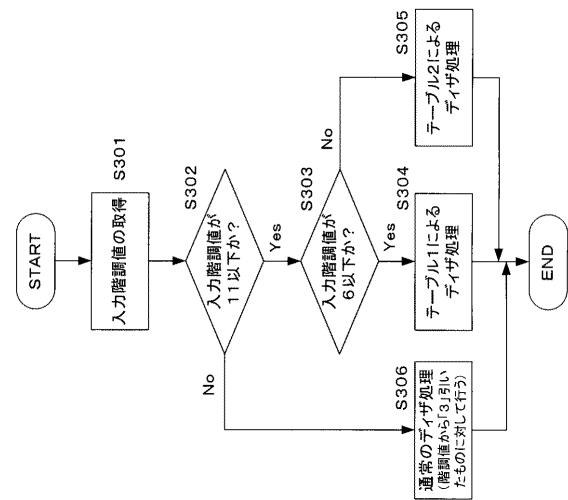 START
入力階調値の取得
S301
入力階調値が
11以下か?
S302
Yes
No
入力階調値が
6以下か?
S303
Yes
No
テーブル1による
ディザ処理
S304
テーブル2による
ディザ処理
S305
通常のディザ処理
(階調値から「3」引い
たものに対して行う)
S306
END